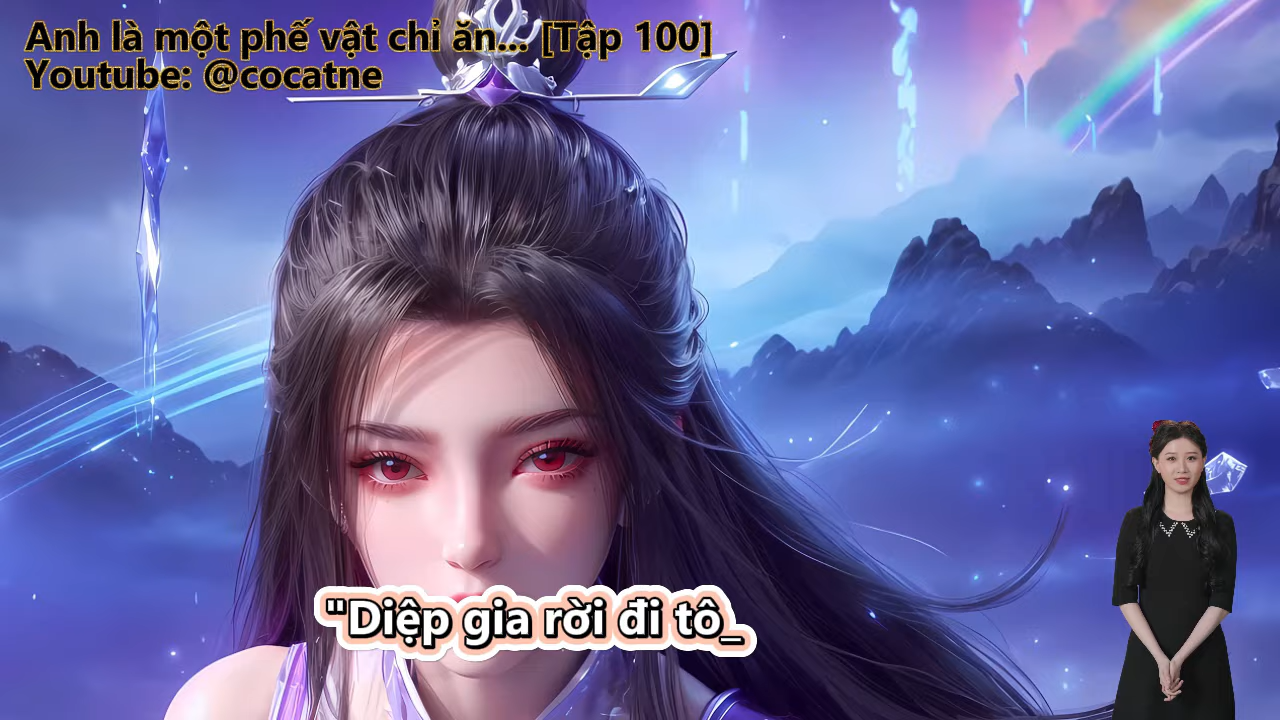 Anh là một phế vật chỉ ăn... [Tập 100]
Youtube: @cocatne
"Diệp gia rời đi tô_